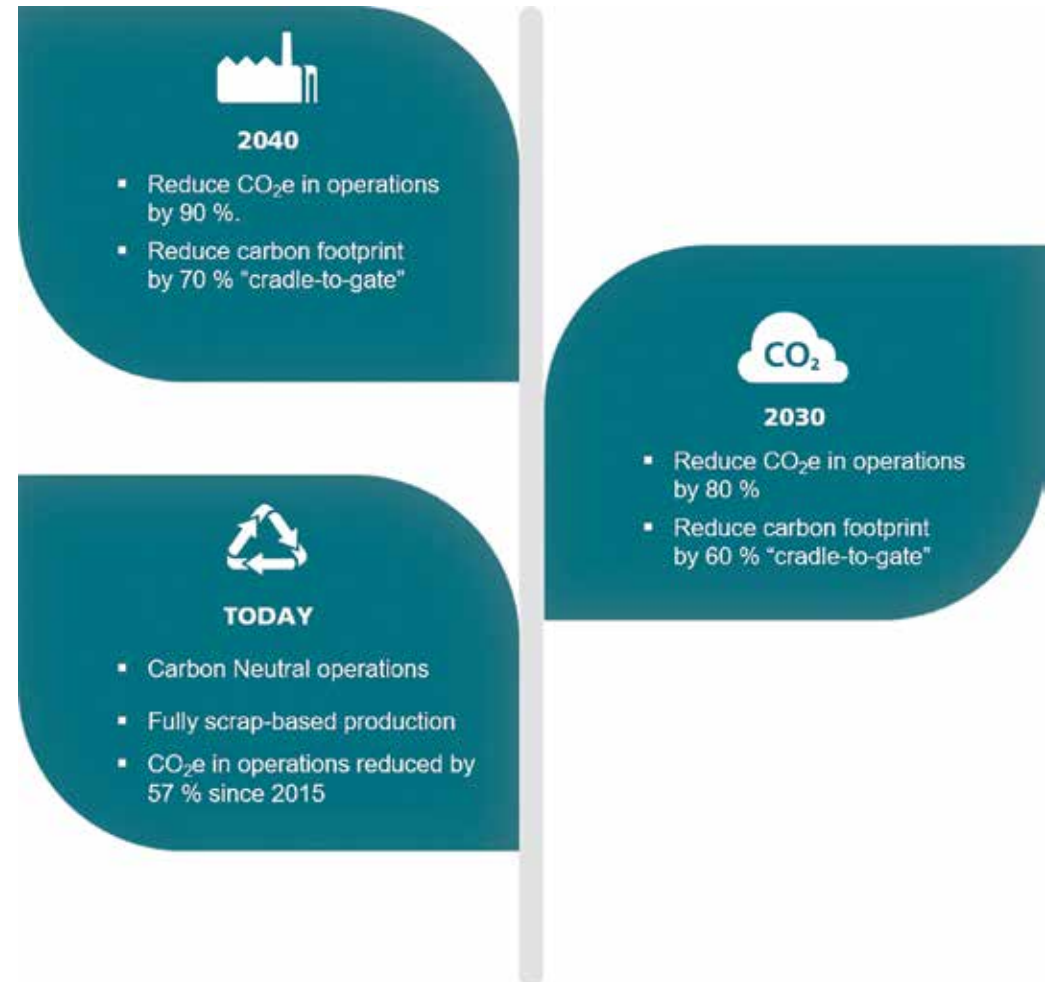 2040
▪ Reduce CO₂e in operations
by 90 %.
▪ Reduce carbon footprint
by 70 % “cradle-to-gate”
CO₂
2030
▪ Reduce CO₂e in operations
by 80 %
▪ Reduce carbon footprint
by 60 % “cradle-to-gate”
TODAY
▪ Carbon Neutral operations
▪ Fully scrap-based production
▪ CO₂e in operations reduced by
57 % since 2015